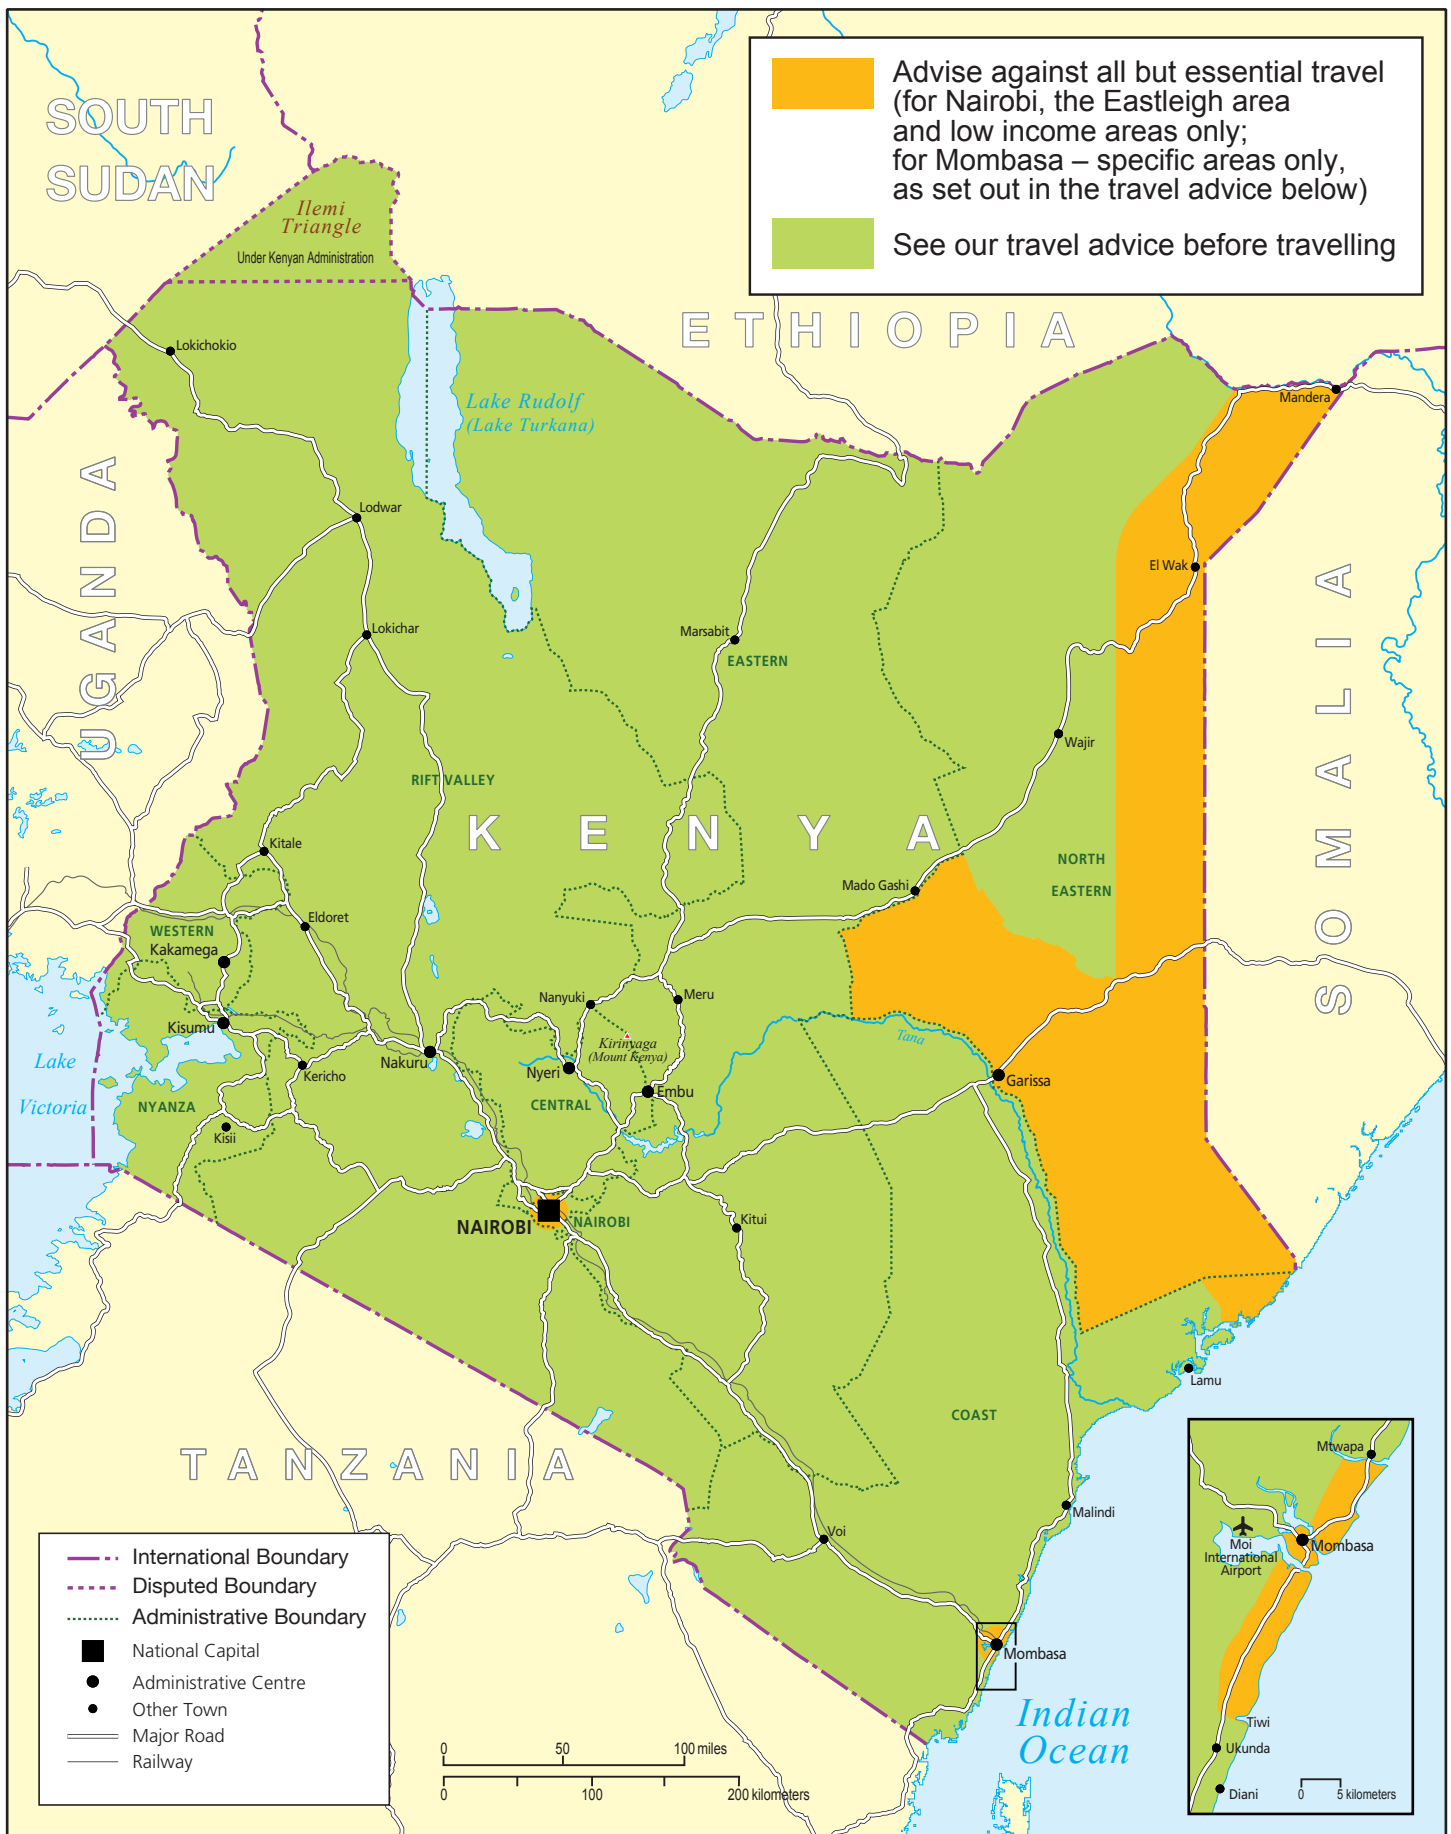 SOUTH
SUDAN
Advise against all but essential travel
(for Nairobi, the Eastleigh area
and low income areas only;
for Mombasa – specific areas only,
as set out in the travel advice below)
See our travel advice before travelling
Ilemi
Triangle
Under Kenyan Administration
ETHIOPIA
Lokichokio
Lake Rudolf
(Lake Turkana)
Mandera
UGANDA
Lodwar
El Wak
SOMALIA
Lokichar
Marsabit
EASTERN
Wajir
RIFT VALLEY
KENYA
Kitale
NORTH
EASTERN
Mado Gashi
Eldoret
WESTERN
Kakamega
Nanyuki
Meru
Kisumu
Tana
Kirinyaga
(Mount Kenya)
Lake
Victoria
Nakuru
Kericho
Nyeri
Garissa
Embu
NYANZA
CENTRAL
Kisii
NAIROBI
NAIROBI
Kitui
Lamu
COAST
TANZANIA
Malindi
Voi
Mombasa
Indian
Ocean
Mtwapa
Moi
International
Airport
Mombasa
Tiwi
Ukunda
Diani
0 5 kilometers
International Boundary
Disputed Boundary
Administrative Boundary
National Capital
Administrative Centre
Other Town
Major Road
Railway
0 50 100 miles
0 100 200 kilometers